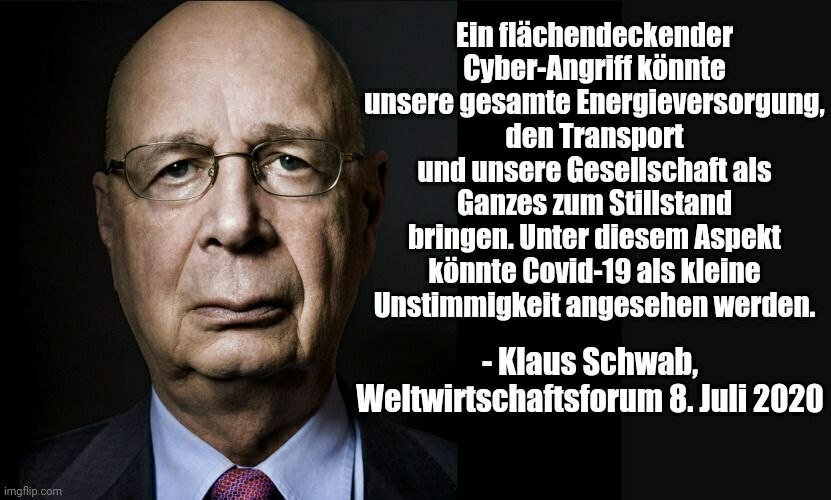 Ein flächendeckender
Cyber-Angriff könnte
unsere gesamte Energieversorgung,
den Transport
und unsere Gesellschaft als
Ganzes zum Stillstand
bringen. Unter diesem Aspekt
könnte Covid-19 als kleine
Unstimmigkeit angesehen werden.
- Klaus Schwab,
Weltwirtschaftsforum 8. Juli 2020
imgflip.com